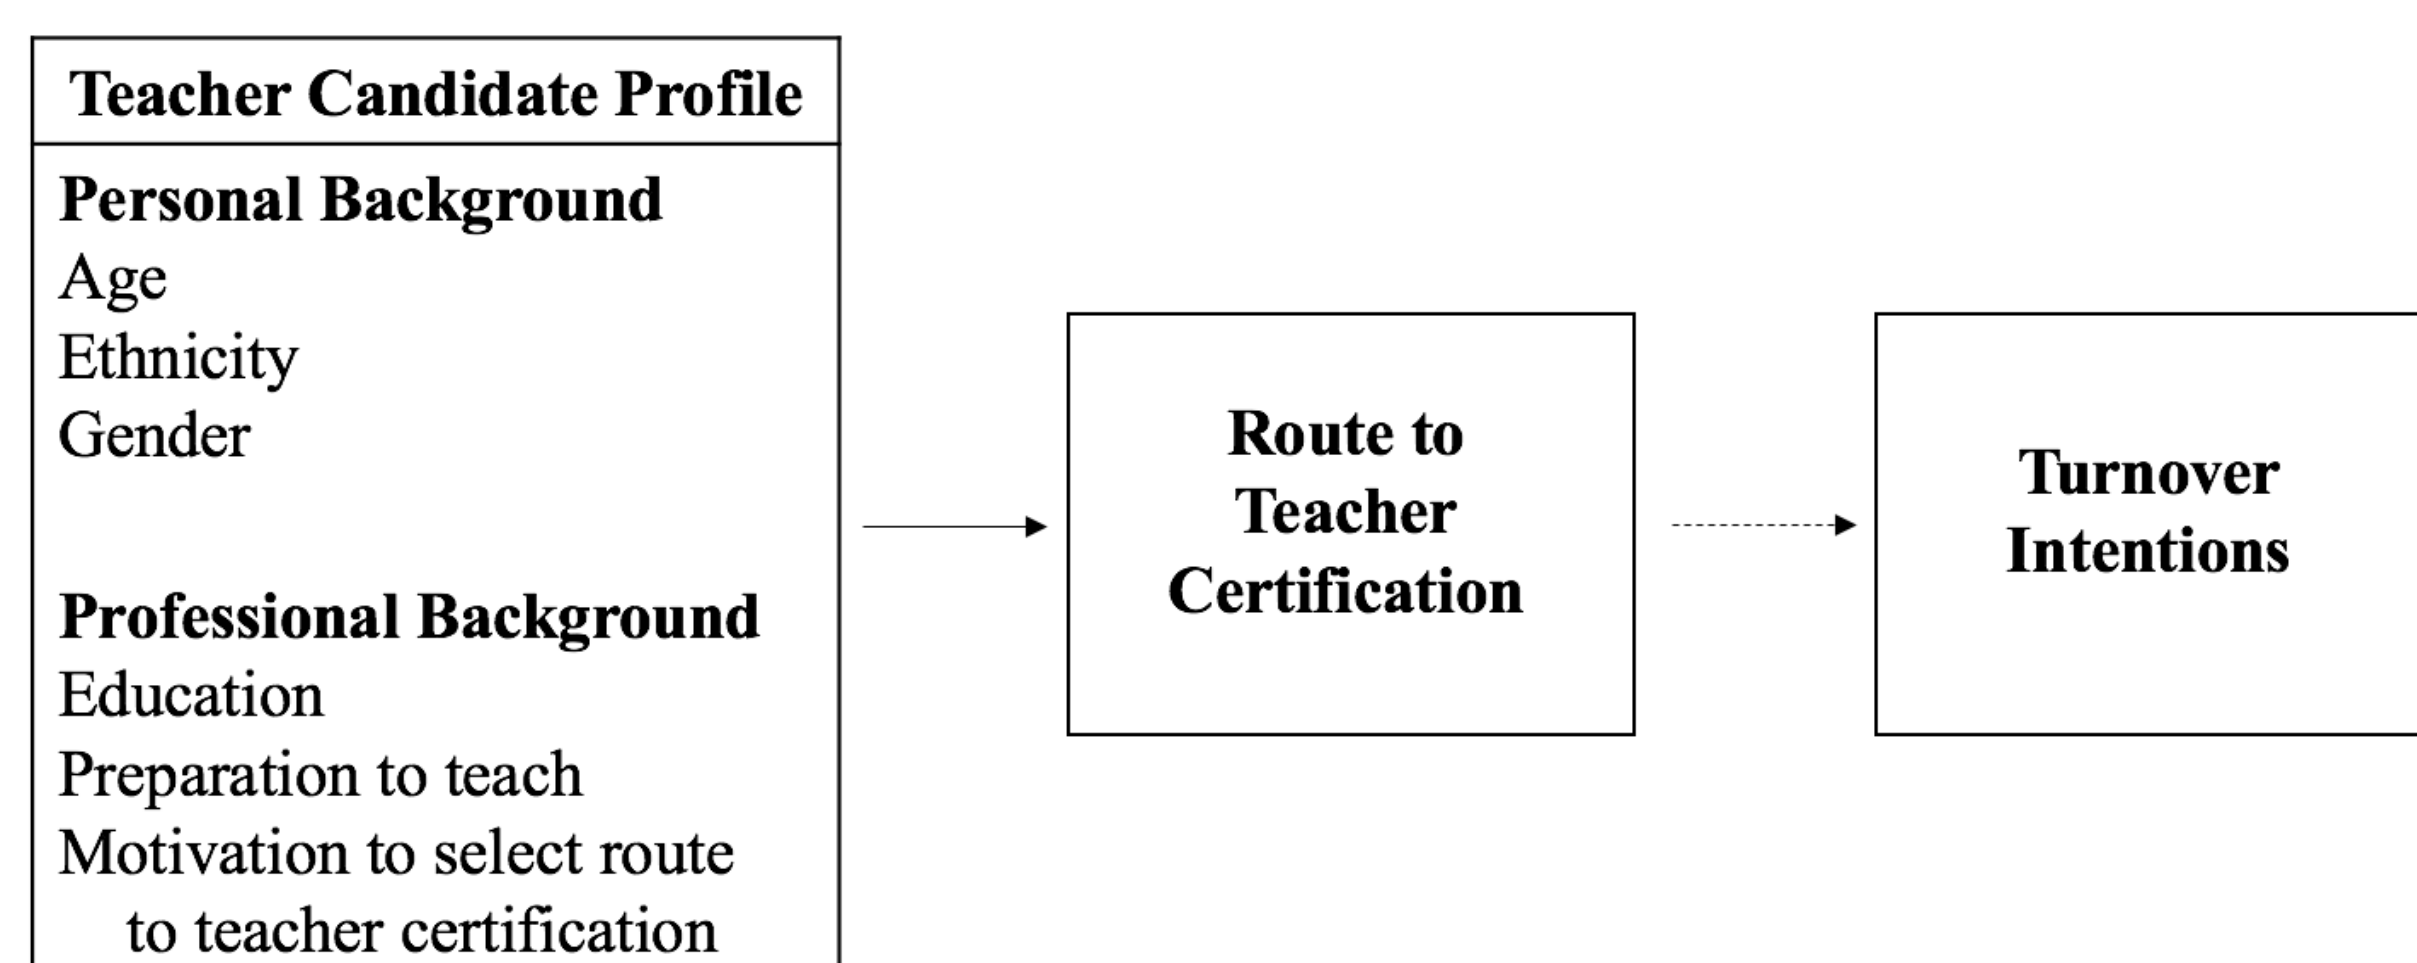 Teacher Candidate Profile
Personal Background
Age
Ethnicity
Gender
Professional Background
Education
Preparation to teach
Motivation to select route
to teacher certification
Route to
Teacher
Certification
Turnover
Intentions